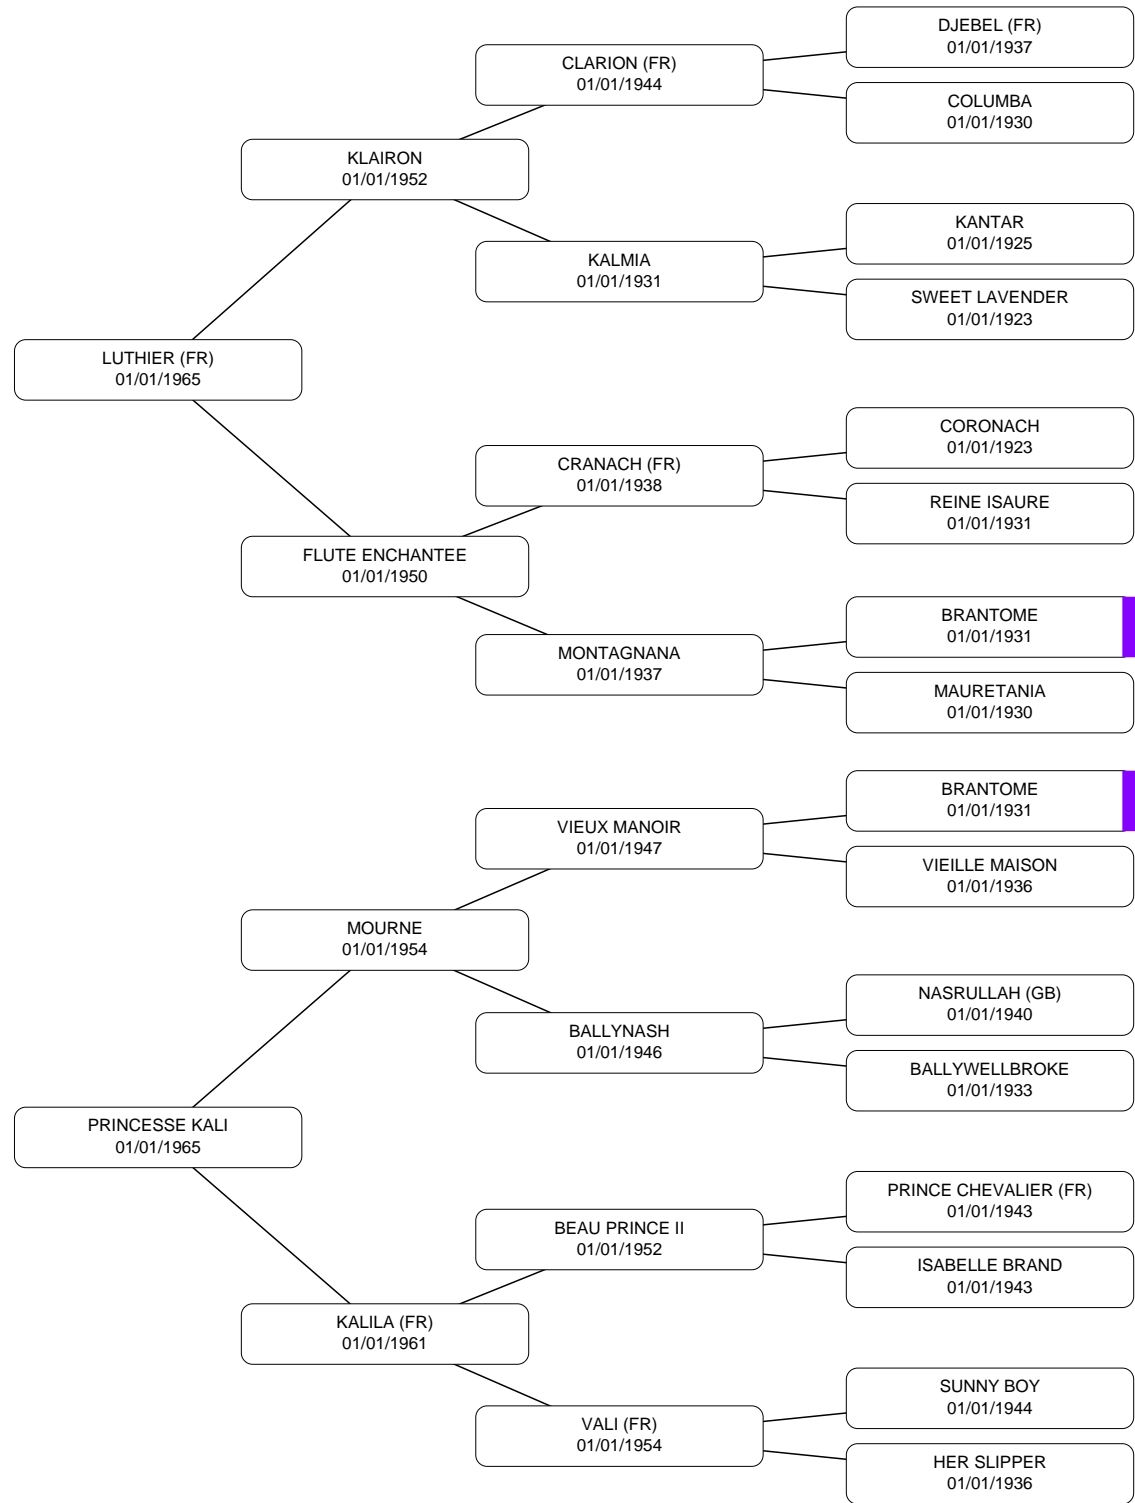 DJEBEL (FR)
01/01/1937
CLARION (FR)
01/01/1944
COLUMBA
01/01/1930
KLAIRON
01/01/1952
KANTAR
01/01/1925
KALMIA
01/01/1931
SWEET LAVENDER
01/01/1923
LUTHIER (FR)
01/01/1965
CORONACH
01/01/1923
CRANACH (FR)
01/01/1938
REINE ISAURE
01/01/1931
FLUTE ENCHANTEE
01/01/1950
BRANTOME
01/01/1931
MONTAGNANA
01/01/1937
MAURETANIA
01/01/1930
BRANTOME
01/01/1931
VIEUX MANOIR
01/01/1947
VIEILLE MAISON
01/01/1936
MOURNE
01/01/1954
NASRULLAH (GB)
01/01/1940
BALLYNASH
01/01/1946
BALLYWELLBROKE
01/01/1933
PRINCESSE KALI
01/01/1965
PRINCE CHEVALIER (FR)
01/01/1943
BEAU PRINCE II
01/01/1952
ISABELLE BRAND
01/01/1943
KALILA (FR)
01/01/1961
SUNNY BOY
01/01/1944
VALI (FR)
01/01/1954
HER SLIPPER
01/01/1936